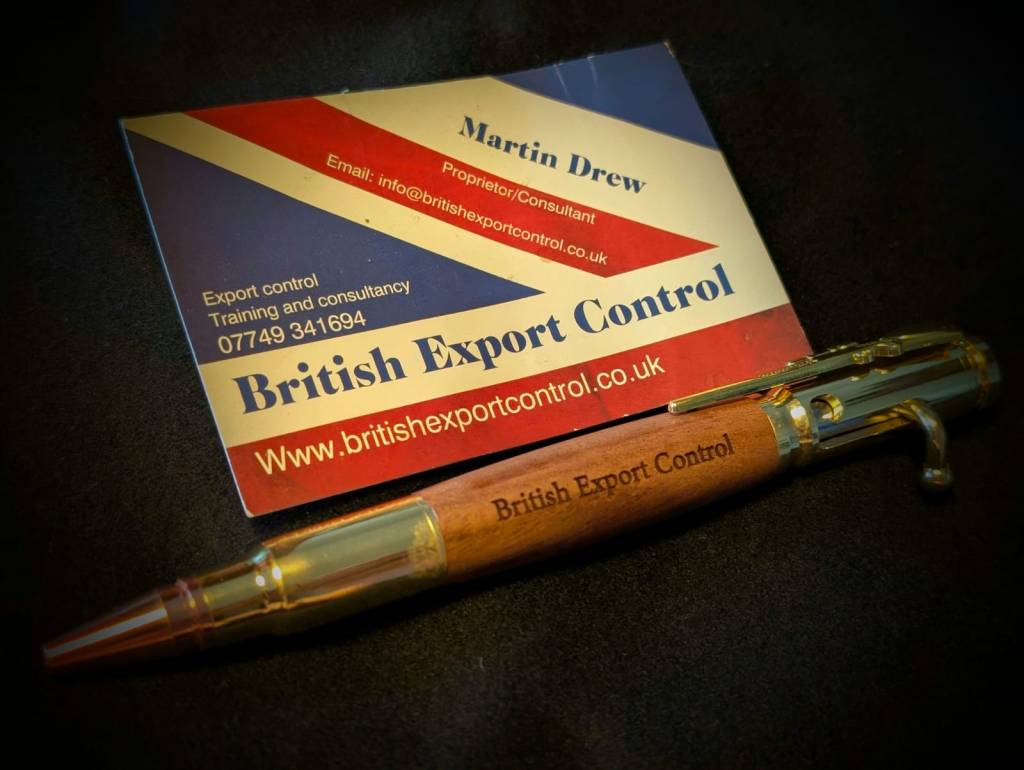 Martin Drew
Proprietor/Consultant
Email: info@britishexportcontrol.co.uk
Export control
Training and consultancy
07749 341694
British Export Control
Www.britishexportcontrol.co.uk
British Export Control